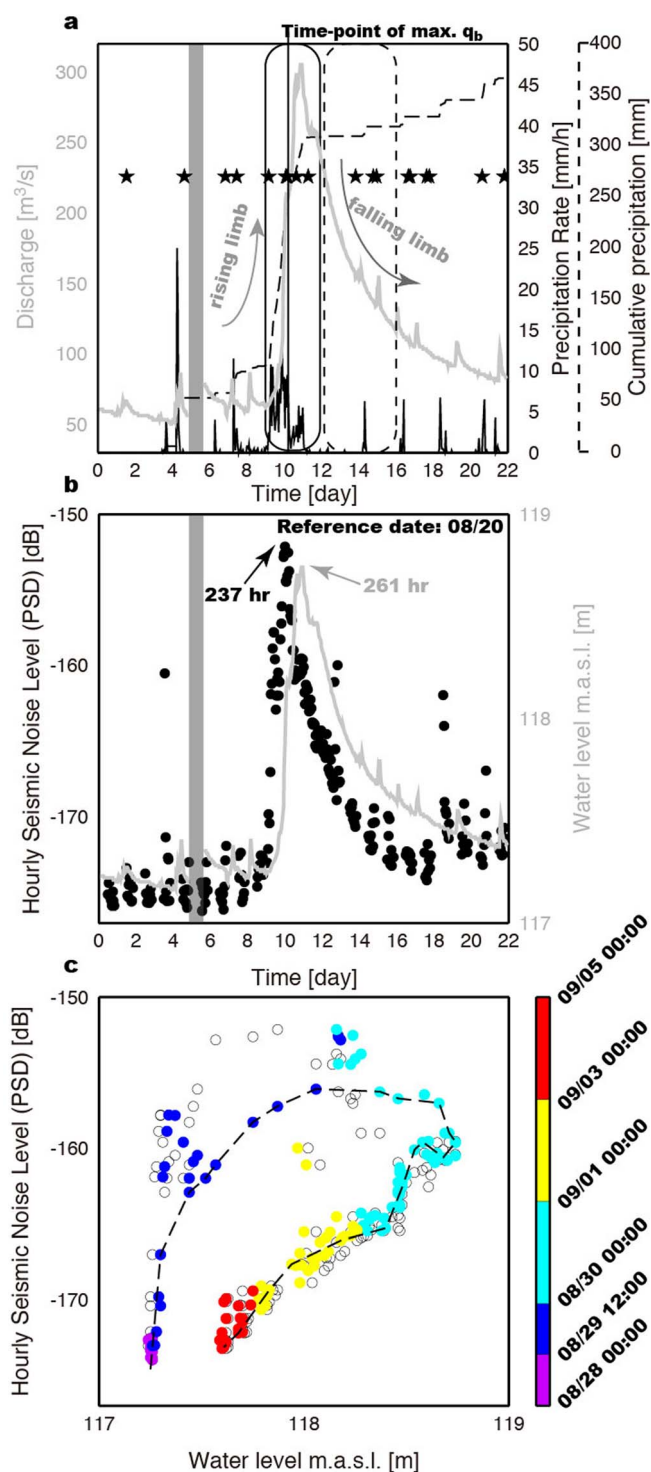 a
Time-point of max. qb
Discharge [m³/s]
300
250
200
150
100
50
rising limb
falling limb
50
45
40
35
30
25
20
15
10
5
0
Precipitation Rate [mm/h]
400
350
300
250
200
150
100
50
0
Cumulative precipitation [mm]
0 2 4 6 8 10 12 14 16 18 20 22
Time [day]
b
Reference date: 08/20
237 hr
261 hr
Hourly Seismic Noise Level (PSD) [dB]
-150
-160
-170
119
118
117
Water level m.a.s.l. [m]
0 2 4 6 8 10 12 14 16 18 20 22
Time [day]
c
Hourly Seismic Noise Level (PSD) [dB]
-150
-160
-170
117 118 119
Water level m.a.s.l. [m]
09/05 00:00
09/03 00:00
09/01 00:00
08/30 00:00
08/29 12:00
08/28 00:00